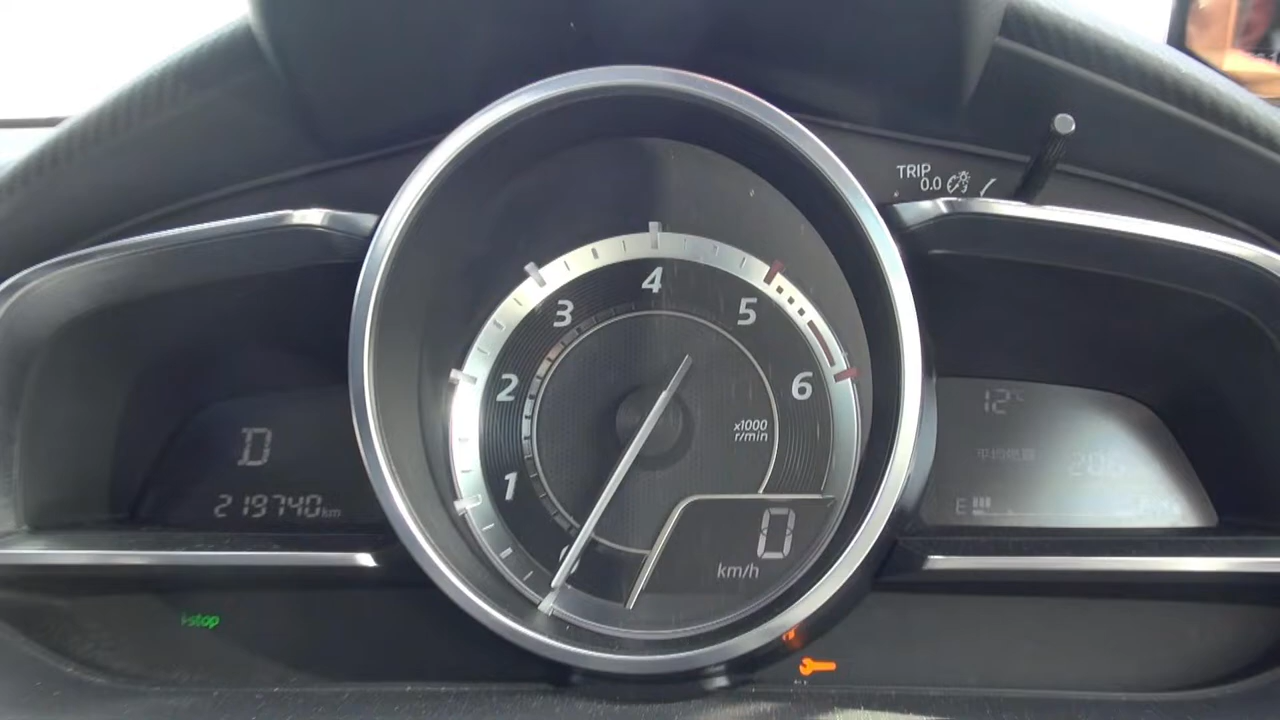 TRIP
0.0
4
3
5
2
6
x1000
r/min
1
D
219740km
0
km/h
12℃
平均燃費
E
i-stop